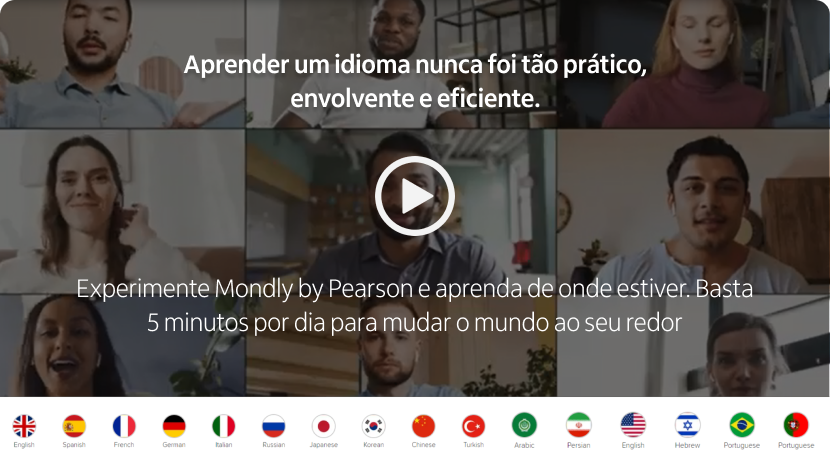 Aprender um idioma nunca foi tão prático,
envolvente e eficiente.
Experimente Mondly by Pearson e aprenda de onde estiver. Basta
5 minutos por dia para mudar o mundo ao seu redor
English Spanish French German Italian Russian Japanese Korean Chinese Turkish Arabic Persian English Hebrew Portuguese Portuguese